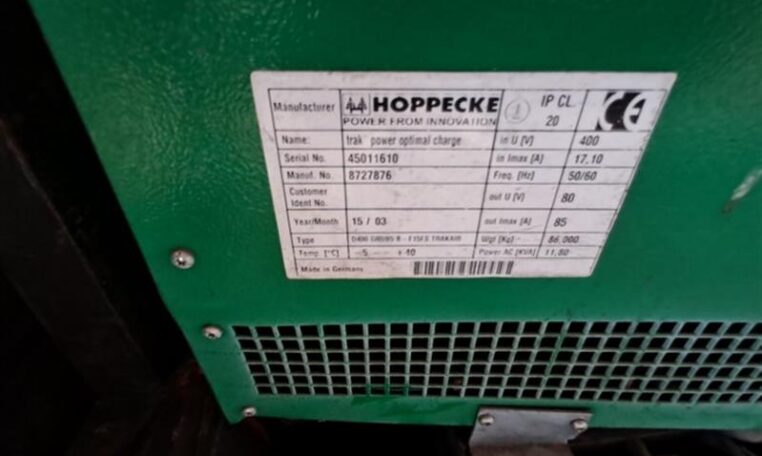 Manufacturer HOPPECKE IP CL. CE
POWER FROM INNOVATION 20
Name: trak power optimal charge in U [V] 400
Serial No. 45011610 in Imax [A] 17,10
Manuf. No. 8727876 Freq. [Hz] 50/60
Customer
Ident No. out U [V] 80
Year/Month 15 / 03 out Imax [A] 85
Type D400 TRAKAIR Wgt [Kg] 86,000
Temp. [°C] -5 +40 Power AC [KVA] 11,80
Made in Germany